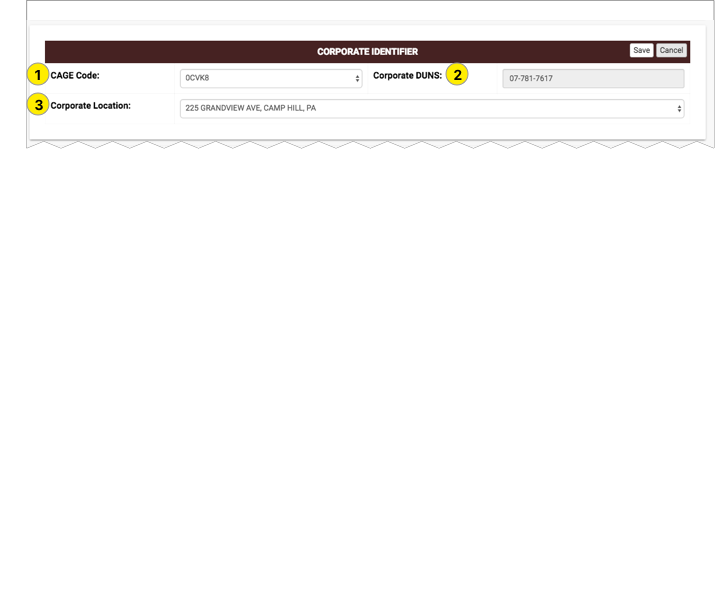 CORPORATE IDENTIFIER Save Cancel
1 CAGE Code: 0CVK8 Corporate DUNS: 2 07-781-7617
3 Corporate Location: 225 GRANDVIEW AVE, CAMP HILL, PA